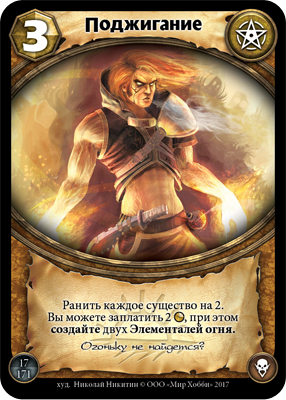 3
Поджигание
Ранить каждое существо на 2.
Вы можете заплатить 2 , при этом
создайте двух Элементалей огня.
Огоньку не найдется?
17
171
худ. Николай Никитин © ООО «Мир Хобби» 2017